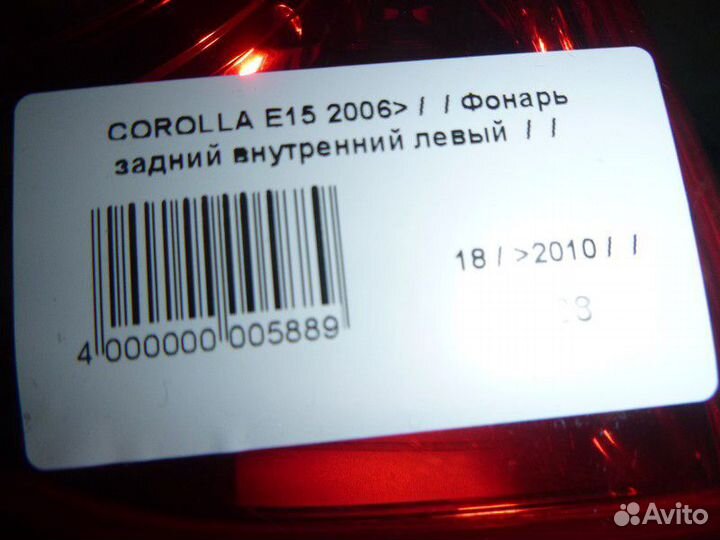 COROLLA E15 2006> / / Фонарь
задний внутренний левый / /
18 / >2010 / /
4 000000 005889
Avito